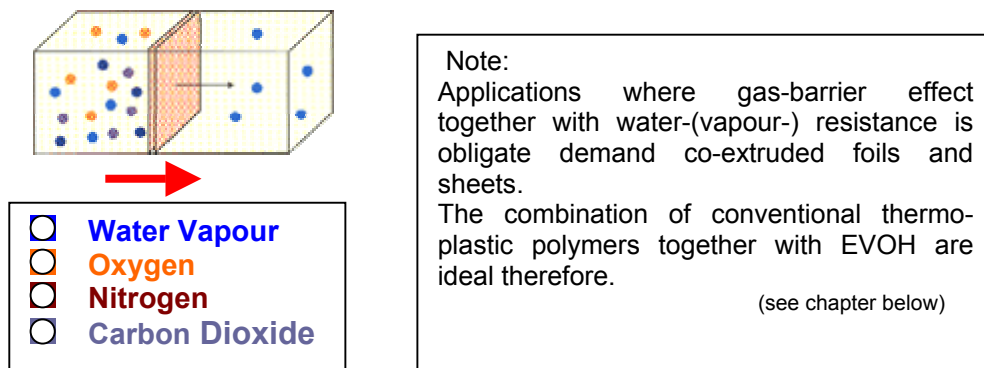 Water Vapour
Oxygen
Nitrogen
Carbon Dioxide
Note:
Applications where gas-barrier effect
together with water-(vapour-) resistance is
obligate demand co-extruded foils and
sheets.
The combination of conventional thermo-
plastic polymers together with EVOH are
ideal therefore.
(see chapter below)